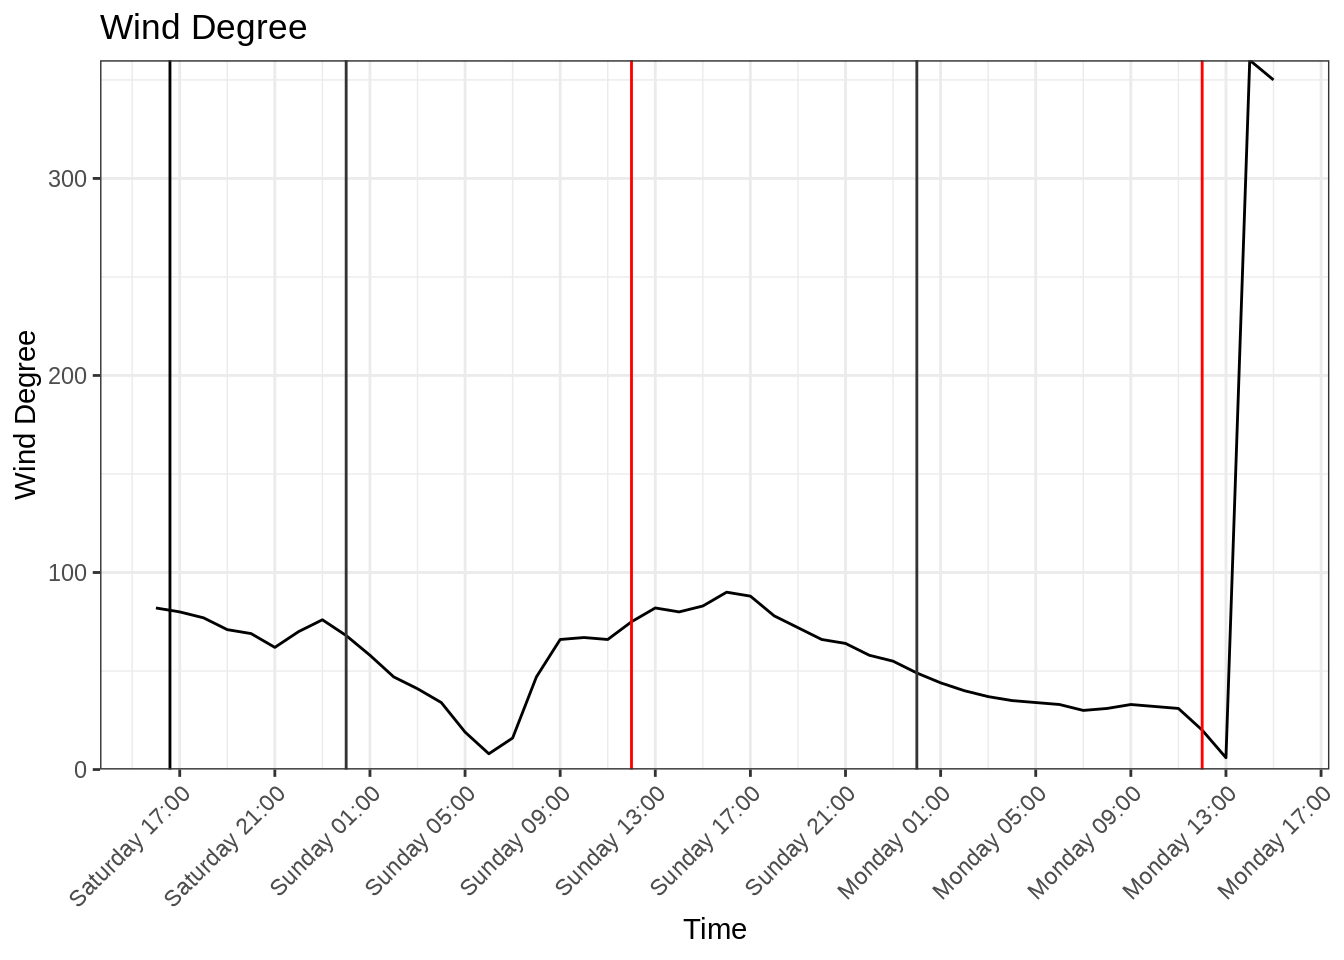 Wind Degree
Wind Degree
300
200
100
0
Saturday 17:00
Saturday 21:00
Sunday 01:00
Sunday 05:00
Sunday 09:00
Sunday 13:00
Sunday 17:00
Sunday 21:00
Monday 01:00
Monday 05:00
Monday 09:00
Monday 13:00
Monday 17:00
Time